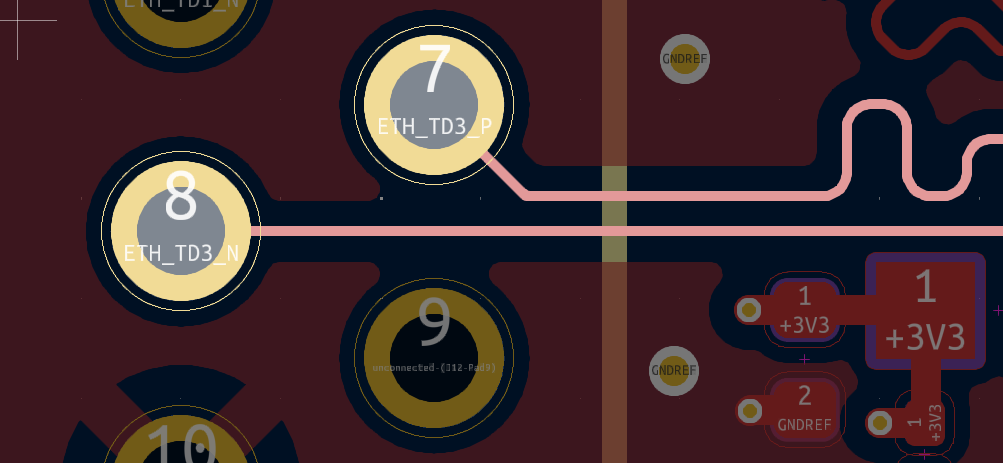 ETH_TD1_N
7
ETH_TD3_P
GNDREF
8
ETH_TD3_N
9
unconnected-(J12-Pad9)
GNDREF
1
+3V3
1
+3V3
2
GNDREF
1
+3V3
10